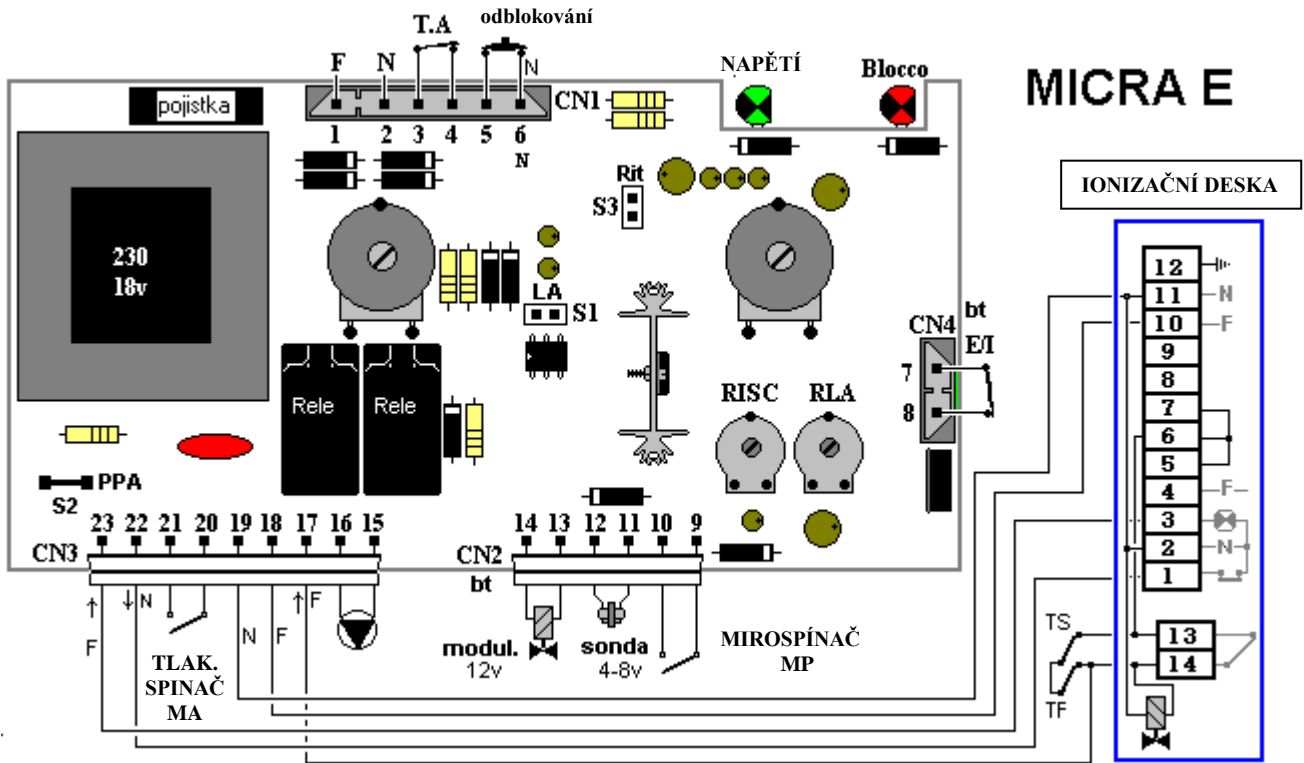 odblokování
T.A
F N
NAPĚTÍ
Blocco
MICRA E
pojistka
CN1
N
1 2 3 4 5 6
N
Rit
S3
IONIZAČNÍ DESKA
230
18v
LA
S1
bt
CN4
E/I
7
8
Rele
Rele
RISC
RLA
12
11 N
10 F
9
8
7
6
5
4 F
3
2 N
1
PPA
S2
23 22 21 20 19 18 17 16 15
CN3
14 13 12 11 10 9
CN2
bt
F
N
N
F
F
TLAK.
SPINAČ
MA
modul.
12v
sonda
4-8v
MIROSPÍNAČ
MP
TS
TF
13
14